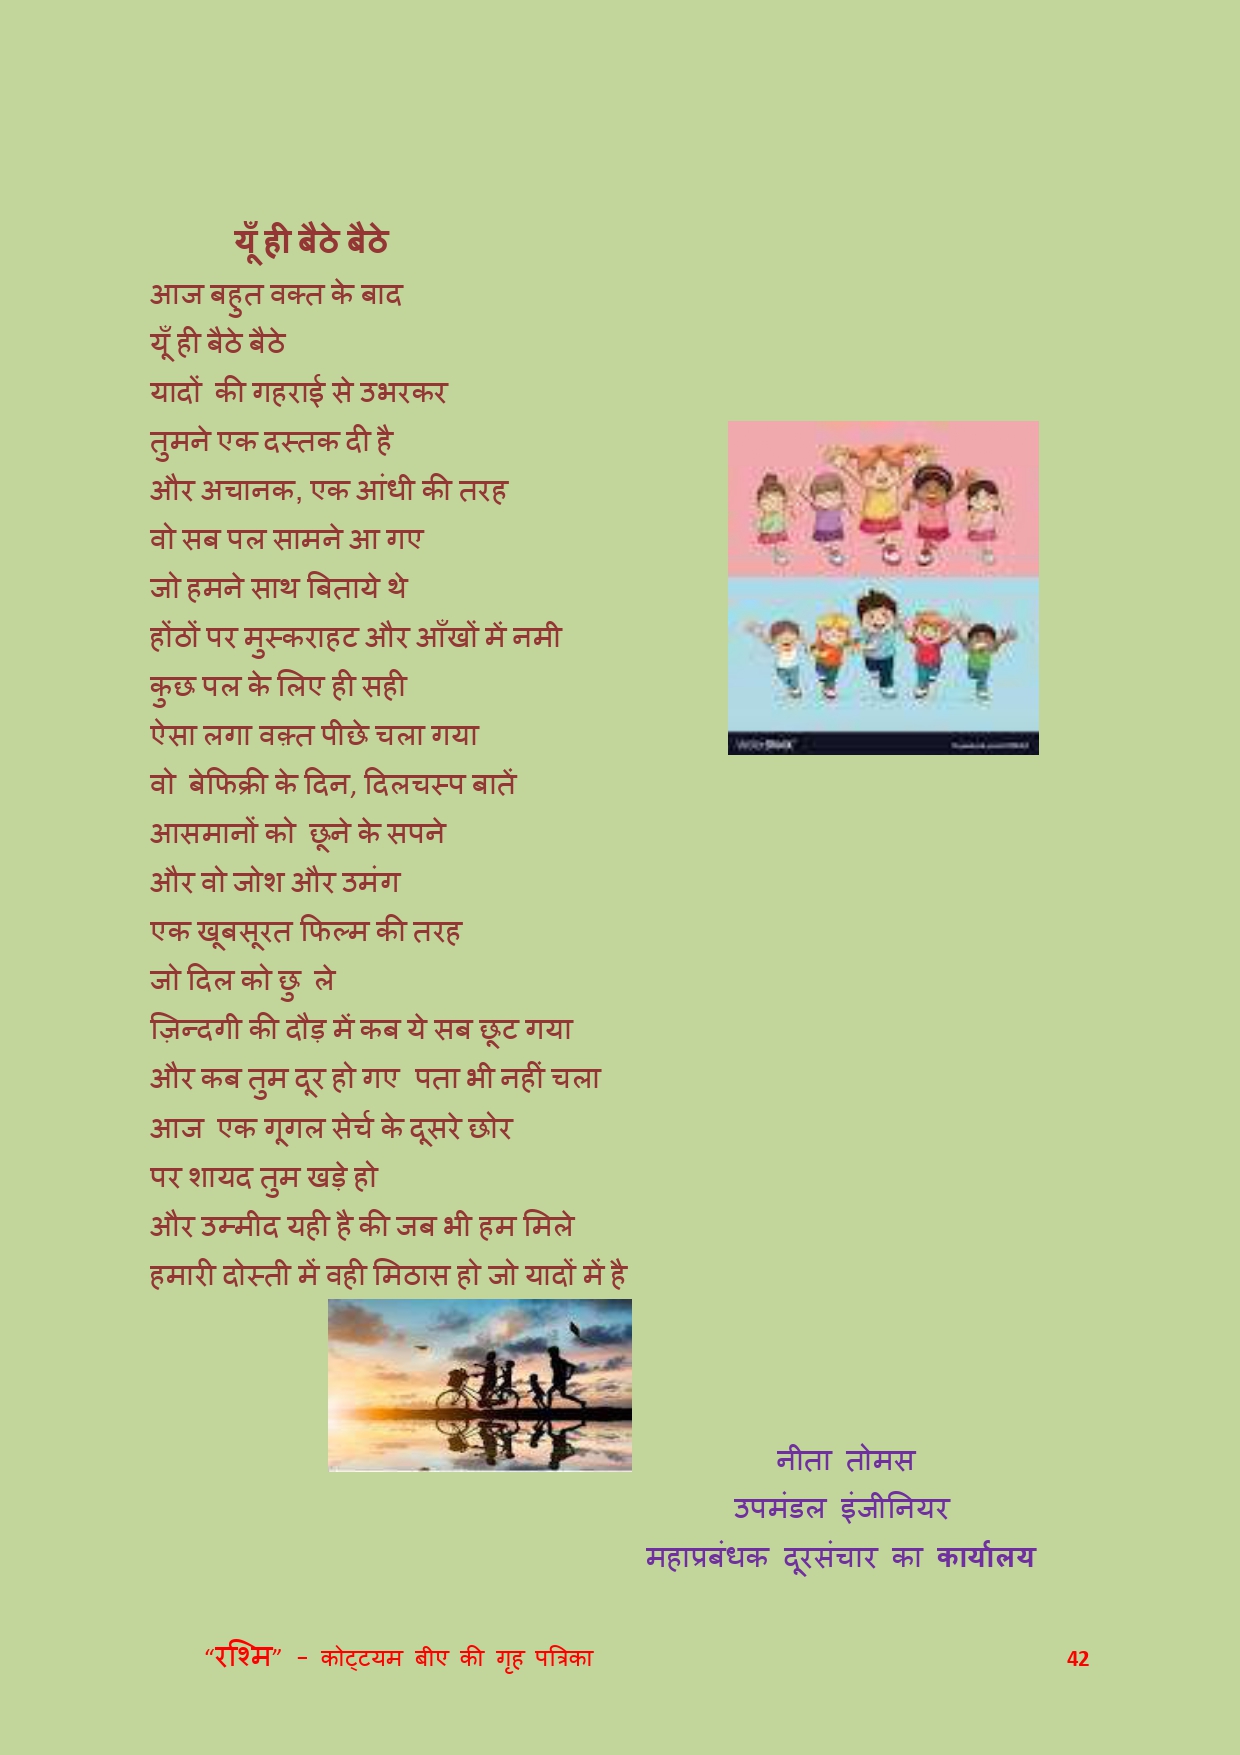 यूँ ही बैठे बैठे
आज बहुत वक्त के बाद
यूँ ही बैठे बैठे
यादों की गहराई से उभरकर
तुमने एक दस्तक दी है
और अचानक, एक आंधी की तरह
वो सब पल सामने आ गए
जो हमने साथ बिताये थे
होंठों पर मुस्कराहट और आँखों में नमी
कुछ पल के लिए ही सही
ऐसा लगा वक़्त पीछे चला गया
वो बेफिक्री के दिन, दिलचस्प बातें
आसमानों को छूने के सपने
और वो जोश और उमंग
एक खूबसूरत फिल्म की तरह
जो दिल को छु ले
ज़िन्दगी की दौड़ में कब ये सब छूट गया
और कब तुम दूर हो गए पता भी नहीं चला
आज एक गूगल सेर्च के दूसरे छोर
पर शायद तुम खड़े हो
और उम्मीद यही है की जब भी हम मिले
हमारी दोस्ती में वही मिठास हो जो यादों में है
VectorStock
नीता तोमस
उपमंडल इंजीनियर
महाप्रबंधक दूरसंचार का कार्यालय
“रश्मि” – कोट्टयम बीए की गृह पत्रिका 42